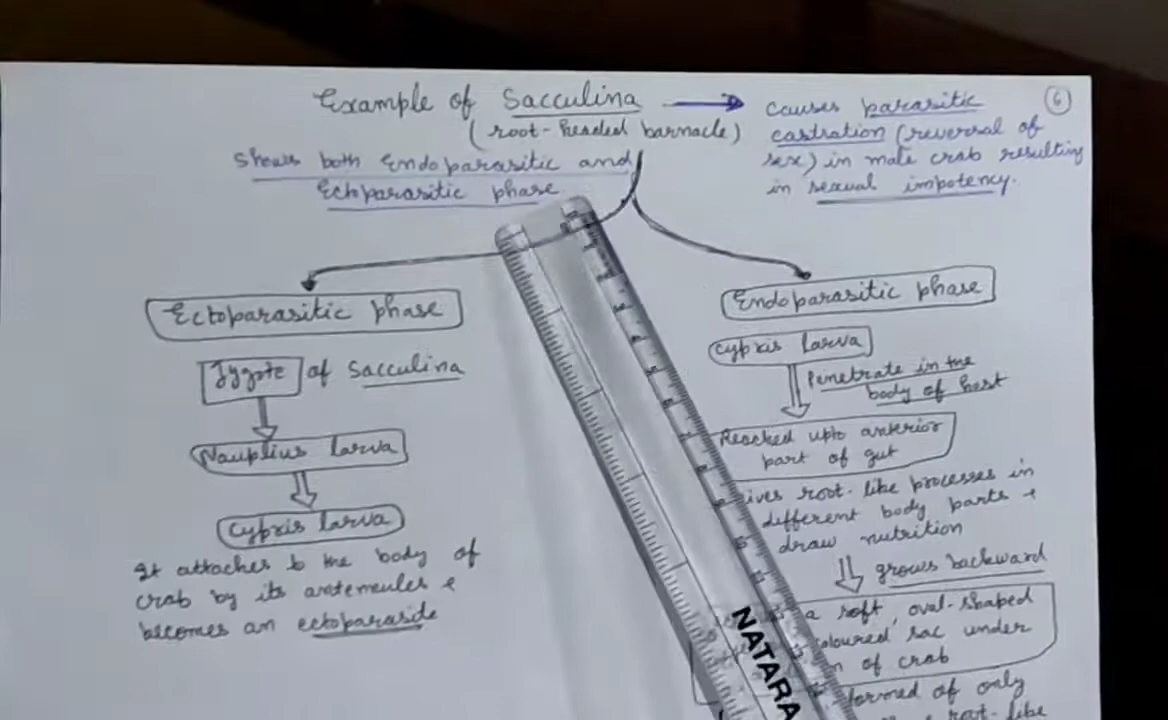 Example of Sacculina
(root-headed barnacle)
causes parasitic
castration (reversal of
sex) in male crab resulting
in sexual impotency.
6
Shows both Endoparasitic and
Ectoparasitic phase
Ectoparasitic phase
Zygote of Sacculina
Nauplius larva
Cypris larva
It attaches to the body of
crab by its antennules &
becomes an ectoparasite
Endoparasitic phase
Cypris larva
Penetrate in the
body of host
Reached upto anterior
part of gut
root-like processes in
different body parts &
draw nutrition
grows backward
a soft, oval-shaped
sac under
of crab
formed of only
root-like
NATARA